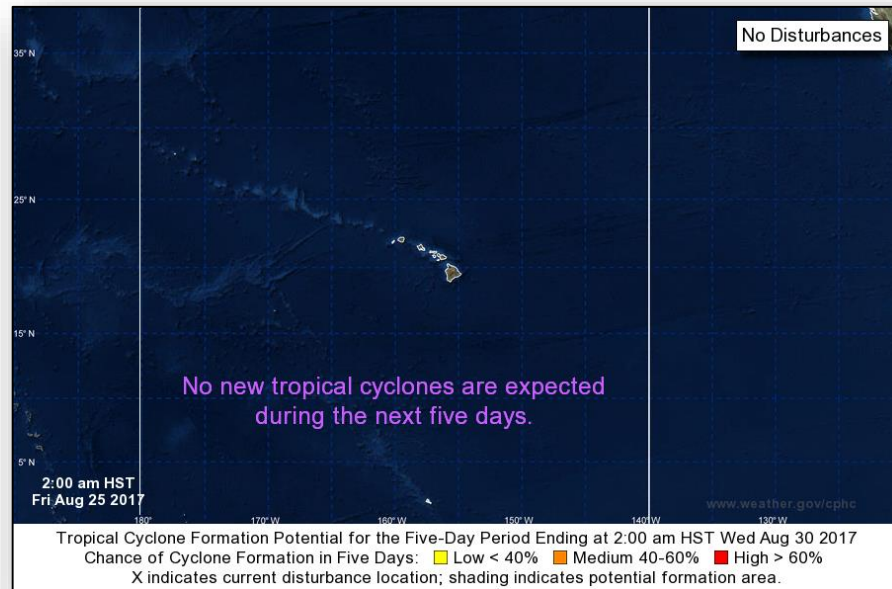 No Disturbances
35° N
25° N
15° N
No new tropical cyclones are expected
during the next five days.
5° N
2:00 am HST
Fri Aug 25 2017
www.weather.gov/cphc
180° 170° W 160° W 150° W 140° W 130° W
Tropical Cyclone Formation Potential for the Five-Day Period Ending at 2:00 am HST Wed Aug 30 2017
Chance of Cyclone Formation in Five Days: Low < 40% Medium 40-60% High > 60%
X indicates current disturbance location; shading indicates potential formation area.